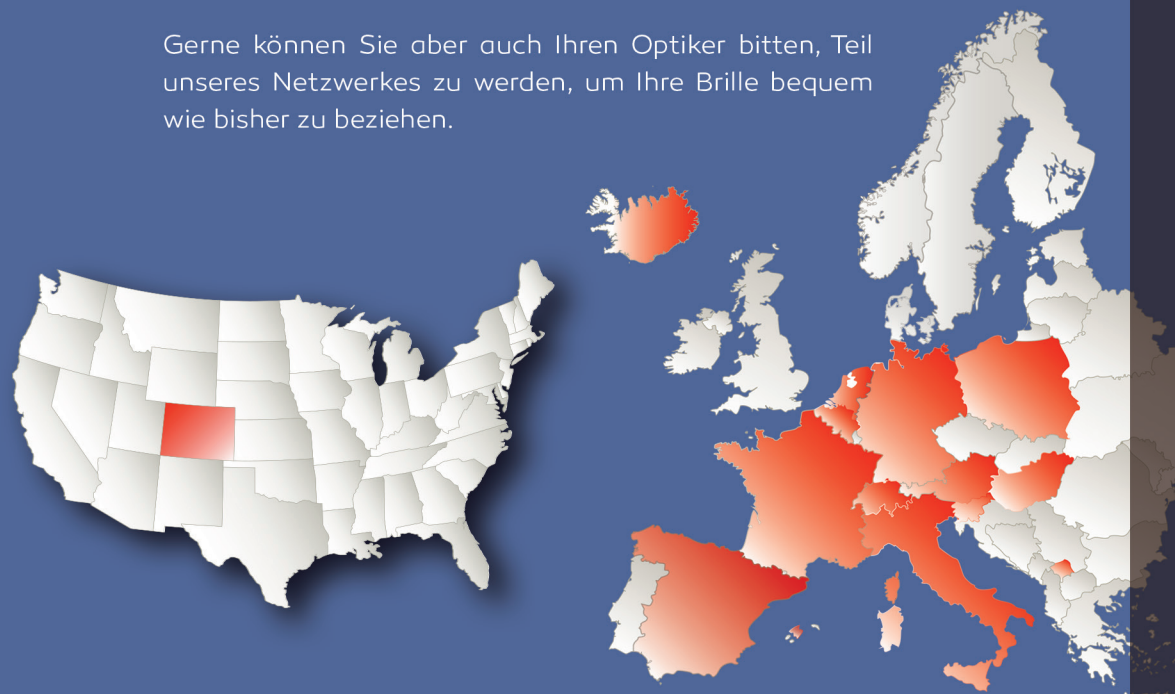 Gerne können Sie aber auch Ihren Optiker bitten, Teil
unseres Netzwerkes zu werden, um Ihre Brille bequem
wie bisher zu beziehen.